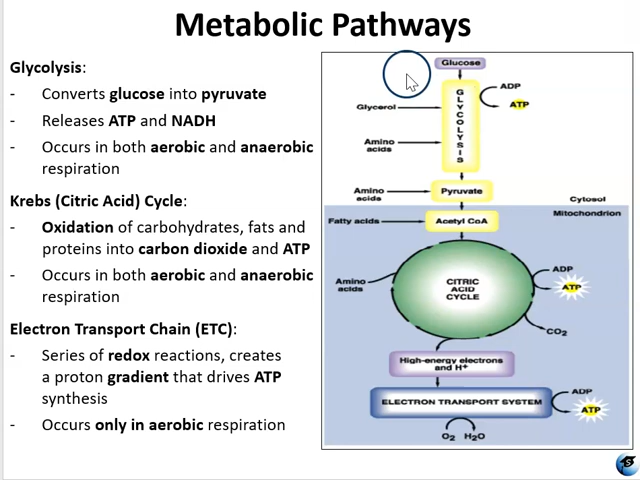 Metabolic Pathways
Glycolysis:
- Converts glucose into pyruvate
- Releases ATP and NADH
- Occurs in both aerobic and anaerobic
respiration
Krebs (Citric Acid) Cycle:
- Oxidation of carbohydrates, fats and
proteins into carbon dioxide and ATP
- Occurs in both aerobic and anaerobic
respiration
Electron Transport Chain (ETC):
- Series of redox reactions, creates
a proton gradient that drives ATP
synthesis
- Occurs only in aerobic respiration
Glucose
ADP
ATP
Glycerol
GLYCOLYSIS
Amino
acids
Amino
acids
Pyruvate
Cytosol
Mitochondrion
Fatty acids
Acetyl CoA
Amino
acids
CITRIC
ACID
CYCLE
ADP
ATP
CO2
High-energy electrons
and H+
ELECTRON TRANSPORT SYSTEM
ADP
ATP
O2 H2O